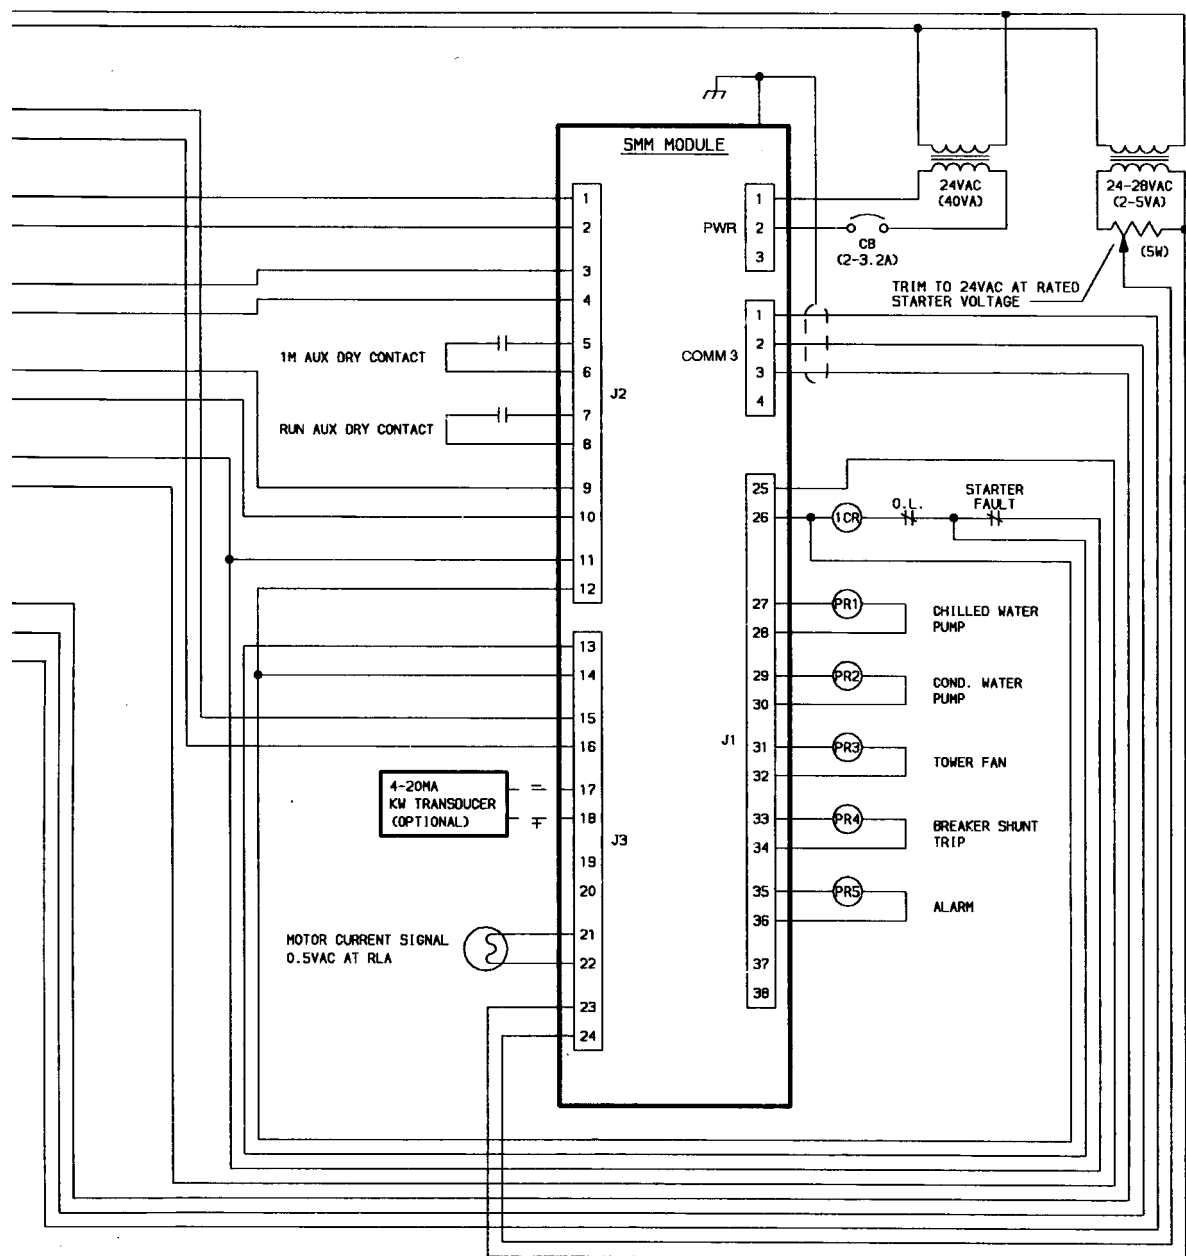 SMM MODULE
1
2
3
4
5
6
7
8
9
10
11
12
J2
1M AUX DRY CONTACT
RUN AUX DRY CONTACT
13
14
15
16
17
18
19
20
21
22
23
24
J3
4-20MA
KW TRANSDUCER
(OPTIONAL)
- -
- +
MOTOR CURRENT SIGNAL
0.5VAC AT RLA
PWR
1
2
3
CB
(2-3.2A)
24VAC
(40VA)
24-28VAC
(2-5VA)
(5W)
TRIM TO 24VAC AT RATED
STARTER VOLTAGE
COMM 3
1
2
3
4
J1
25
26
27
28
29
30
31
32
33
34
35
36
37
38
1CR
O.L.
STARTER
FAULT
PR1
CHILLED WATER
PUMP
PR2
COND. WATER
PUMP
PR3
TOWER FAN
PR4
BREAKER SHUNT
TRIP
PR5
ALARM